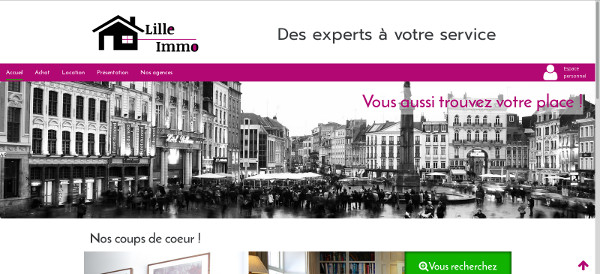 Lille
Immo
Des experts à votre service
Accueil Achat Location Présentation Nos agences
Espace
personnel
Vous aussi trouvez votre place !
Nos coups de coeur !
Vous recherchez